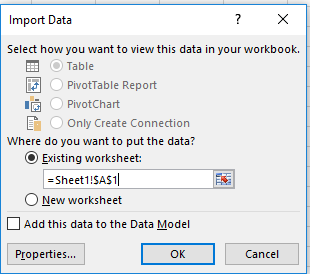 Import Data
Select how you want to view this data in your workbook.
Table
PivotTable Report
PivotChart
Only Create Connection
Where do you want to put the data?
Existing worksheet:
=Sheet1!$A$1
New worksheet
Add this data to the Data Model
Properties...
OK
Cancel